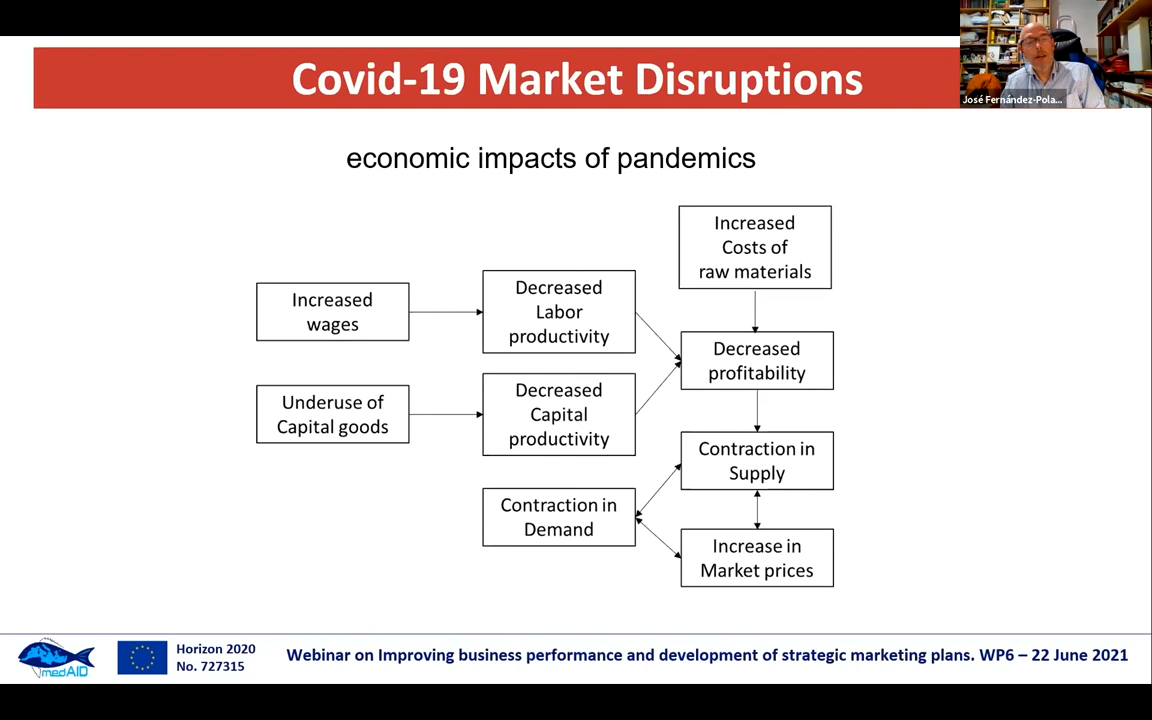 Covid-19 Market Disruptions
José Fernández-Pola...
economic impacts of pandemics
Increased
Costs of
raw materials
Increased
wages
Decreased
Labor
productivity
Decreased
profitability
Underuse of
Capital goods
Decreased
Capital
productivity
Contraction in
Supply
Contraction in
Demand
Increase in
Market prices
medAID
Horizon 2020
No. 727315
Webinar on Improving business performance and development of strategic marketing plans. WP6 – 22 June 2021